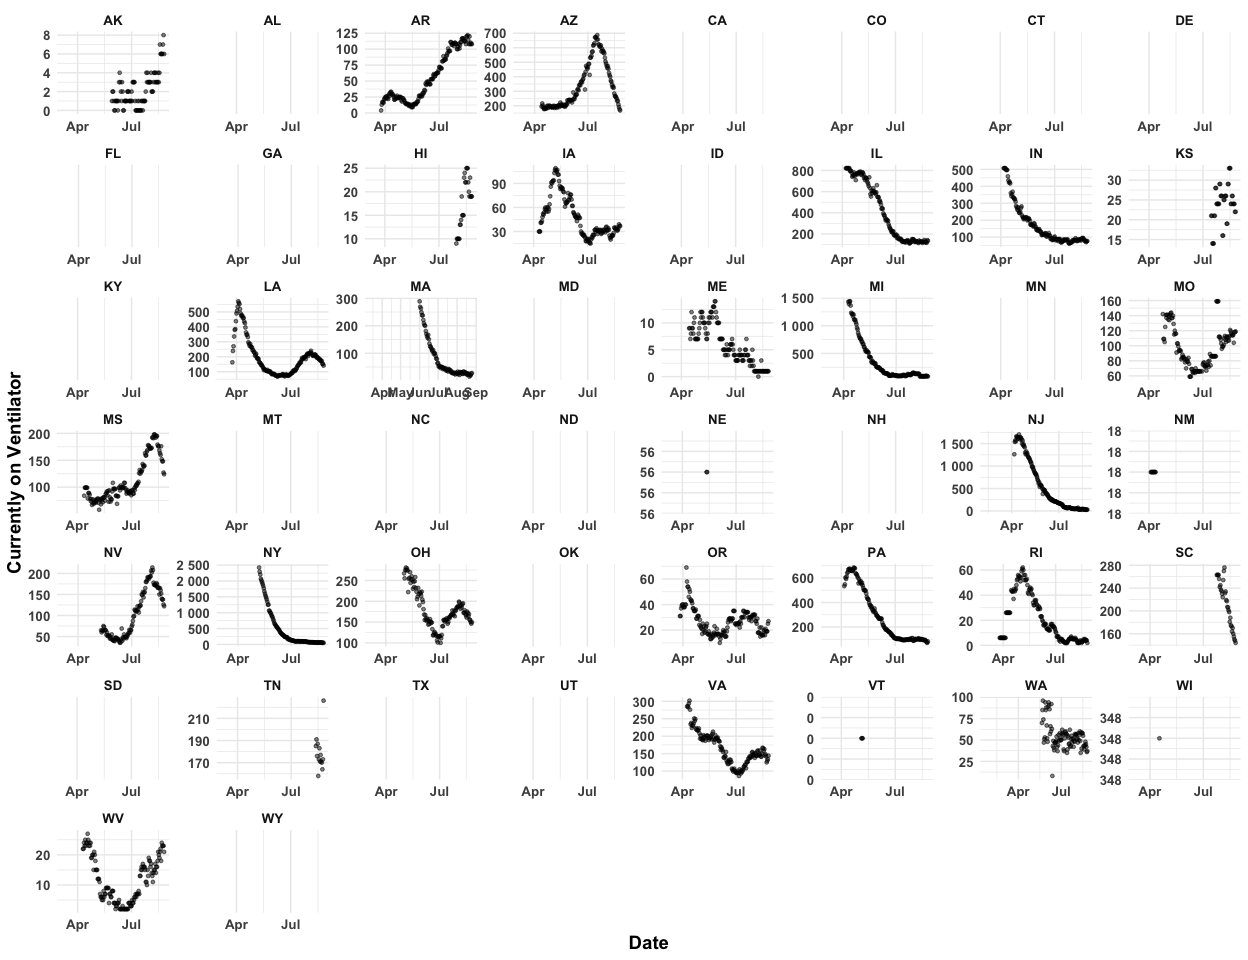 AK AL AR AZ CA CO CT DE
8 6 4 2 0
125 100 75 50 25 0
700 600 500 400 300 200
Apr Jul Apr Jul Apr Jul Apr Jul Apr Jul Apr Jul Apr Jul Apr Jul
FL GA HI IA ID IL IN KS
25 20 15 10
90 60 30
800 600 400 200
500 400 300 200 100
30 25 20 15
Apr Jul Apr Jul Apr Jul Apr Jul Apr Jul Apr Jul Apr Jul Apr Jul
KY LA MA MD ME MI MN MO
500 400 300 200 100
300 200 100
10 5 0
1 500 1 000 500
160 140 120 100 80 60
Apr Jul Apr Jul Apr May Jun Jul Aug Sep Apr Jul Apr Jul Apr Jul Apr Jul Apr Jul
MS MT NC ND NE NH NJ NM
200 150 100
56 56 56 56
1 500 1 000 500 0
18 18 18 18 18
Apr Jul Apr Jul Apr Jul Apr Jul Apr Jul Apr Jul Apr Jul Apr Jul
NV NY OH OK OR PA RI SC
200 150 100 50
2 500 2 000 1 500 1 000 500 0
250 200 150 100
60 40 20
600 400 200
60 40 20 0
280 240 200 160
Apr Jul Apr Jul Apr Jul Apr Jul Apr Jul Apr Jul Apr Jul Apr Jul
SD TN TX UT VA VT WA WI
210 190 170
300 250 200 150 100
0 0 0 0 0
100 75 50 25
348 348 348 348
Apr Jul Apr Jul Apr Jul Apr Jul Apr Jul Apr Jul Apr Jul Apr Jul
WV WY
20 10
Apr Jul Apr Jul
Currently on Ventilator
Date